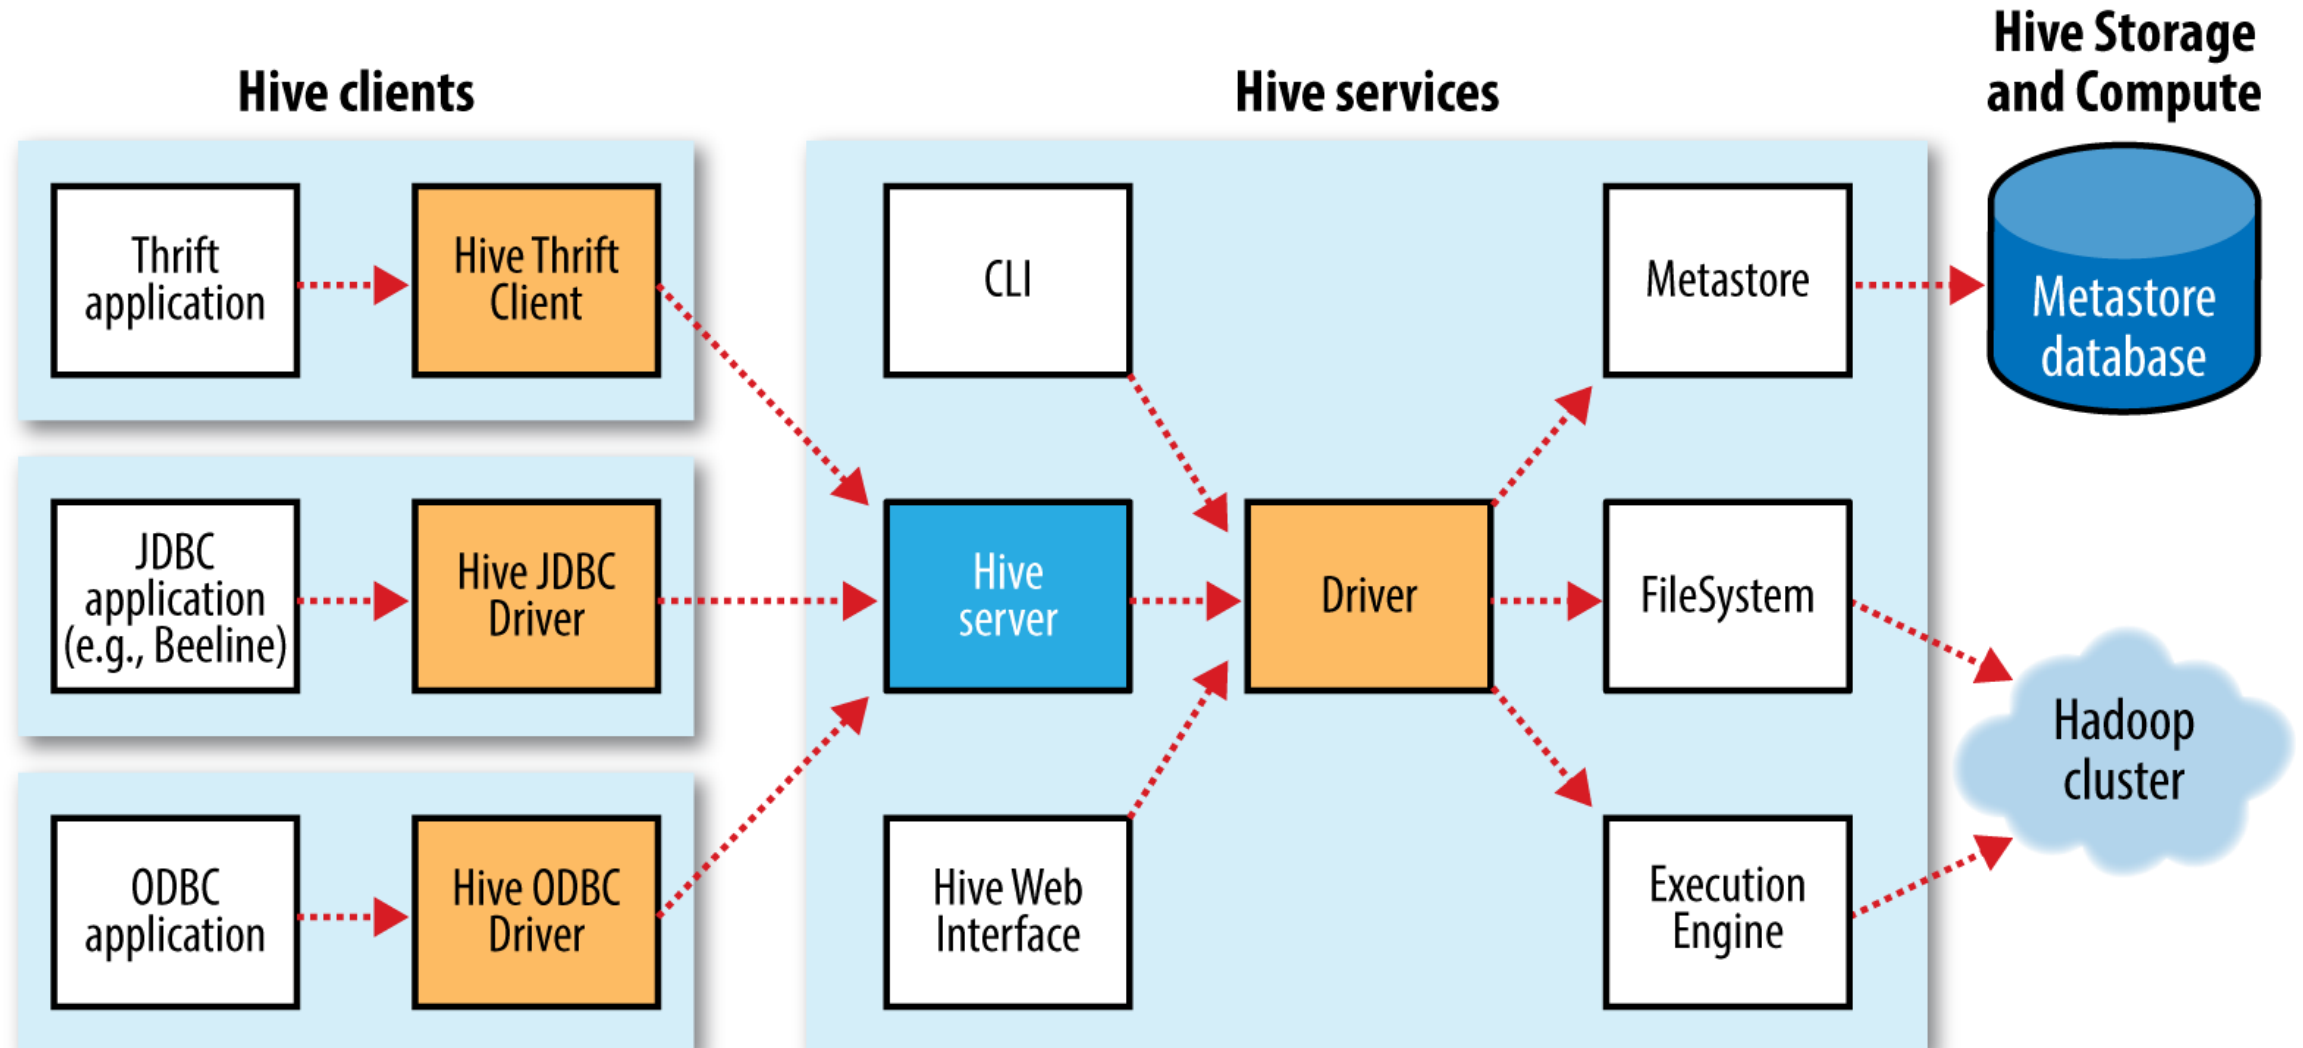 Hive clients
Hive services
Hive Storage
and Compute
Thrift
application
Hive Thrift
Client
CLI
Metastore
Metastore
database
JDBC
application
(e.g., Beeline)
Hive JDBC
Driver
Hive
server
Driver
FileSystem
Hadoop
cluster
ODBC
application
Hive ODBC
Driver
Hive Web
Interface
Execution
Engine